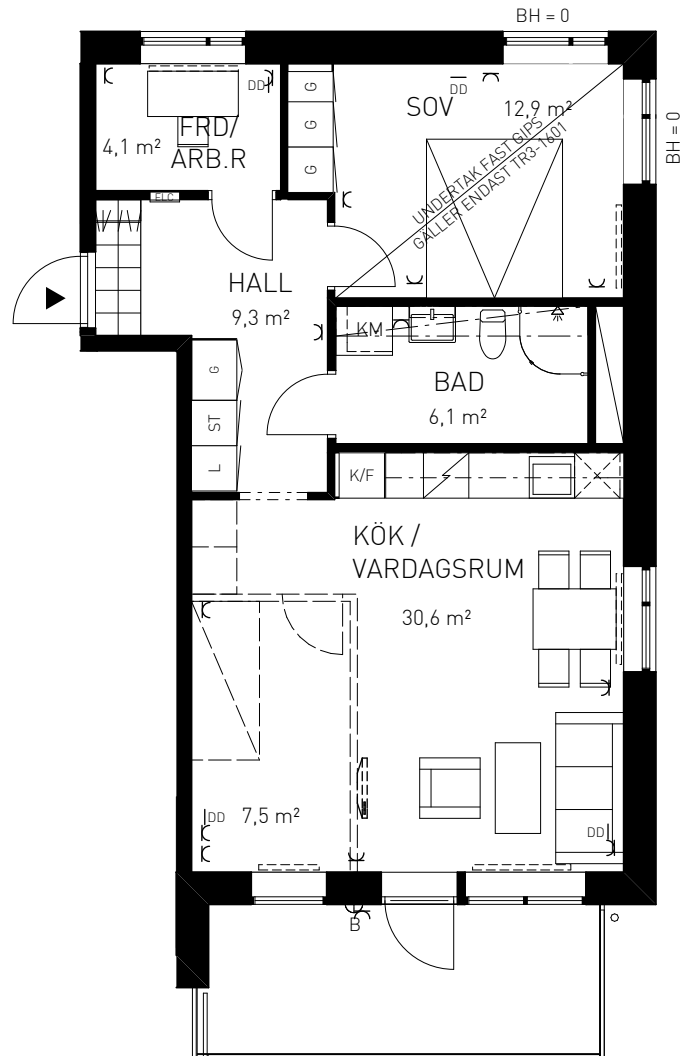 BH = 0
BH = 0
DD
G
G
G
FRD/
ARB.R
4,1 m²
SOV
DD
12,9 m²
UNDERTAK FAST GIPS
GÄLLER ENDAST TR3-1601
ELC
HALL
9,3 m²
KM
BAD
6,1 m²
G
ST
L
K/F
KÖK /
VARDAGSRUM
30,6 m²
DD
7,5 m²
DD
B